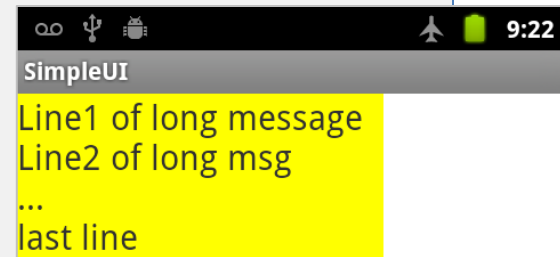 9:22
SimpleUI
Line1 of long message
Line2 of long msg
...
last line